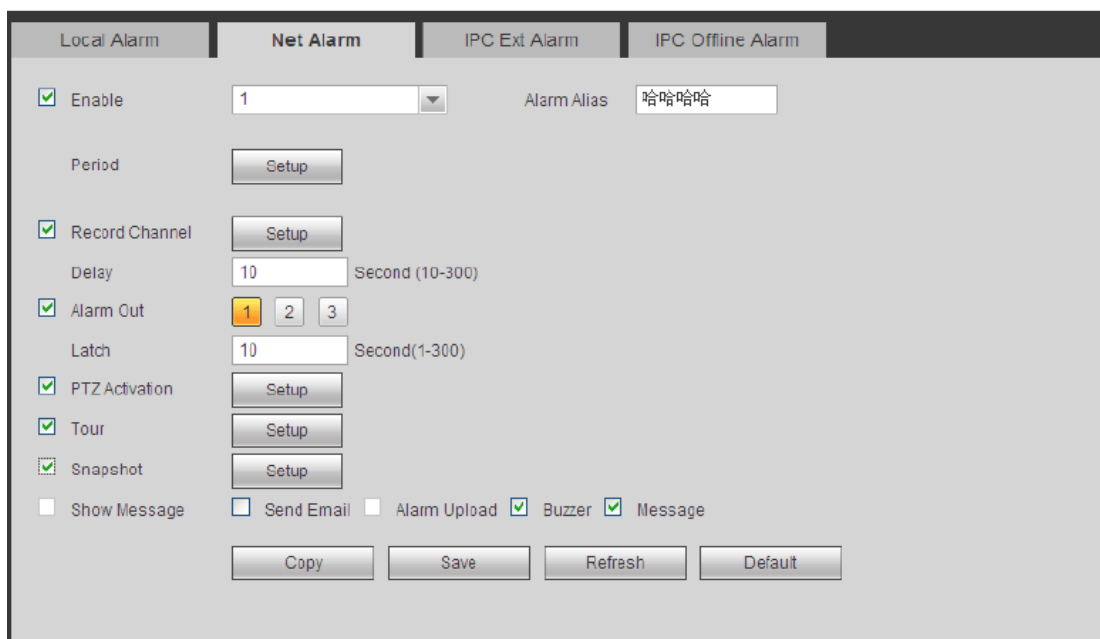 Local Alarm Net Alarm IPC Ext Alarm IPC Offline Alarm
Enable 1 Alarm Alias 哈哈哈哈
Period Setup
Record Channel Setup
Delay 10 Second (10-300)
Alarm Out 1 2 3
Latch 10 Second(1-300)
PTZ Activation Setup
Tour Setup
Snapshot Setup
Show Message Send Email Alarm Upload Buzzer Message
Copy Save Refresh Default